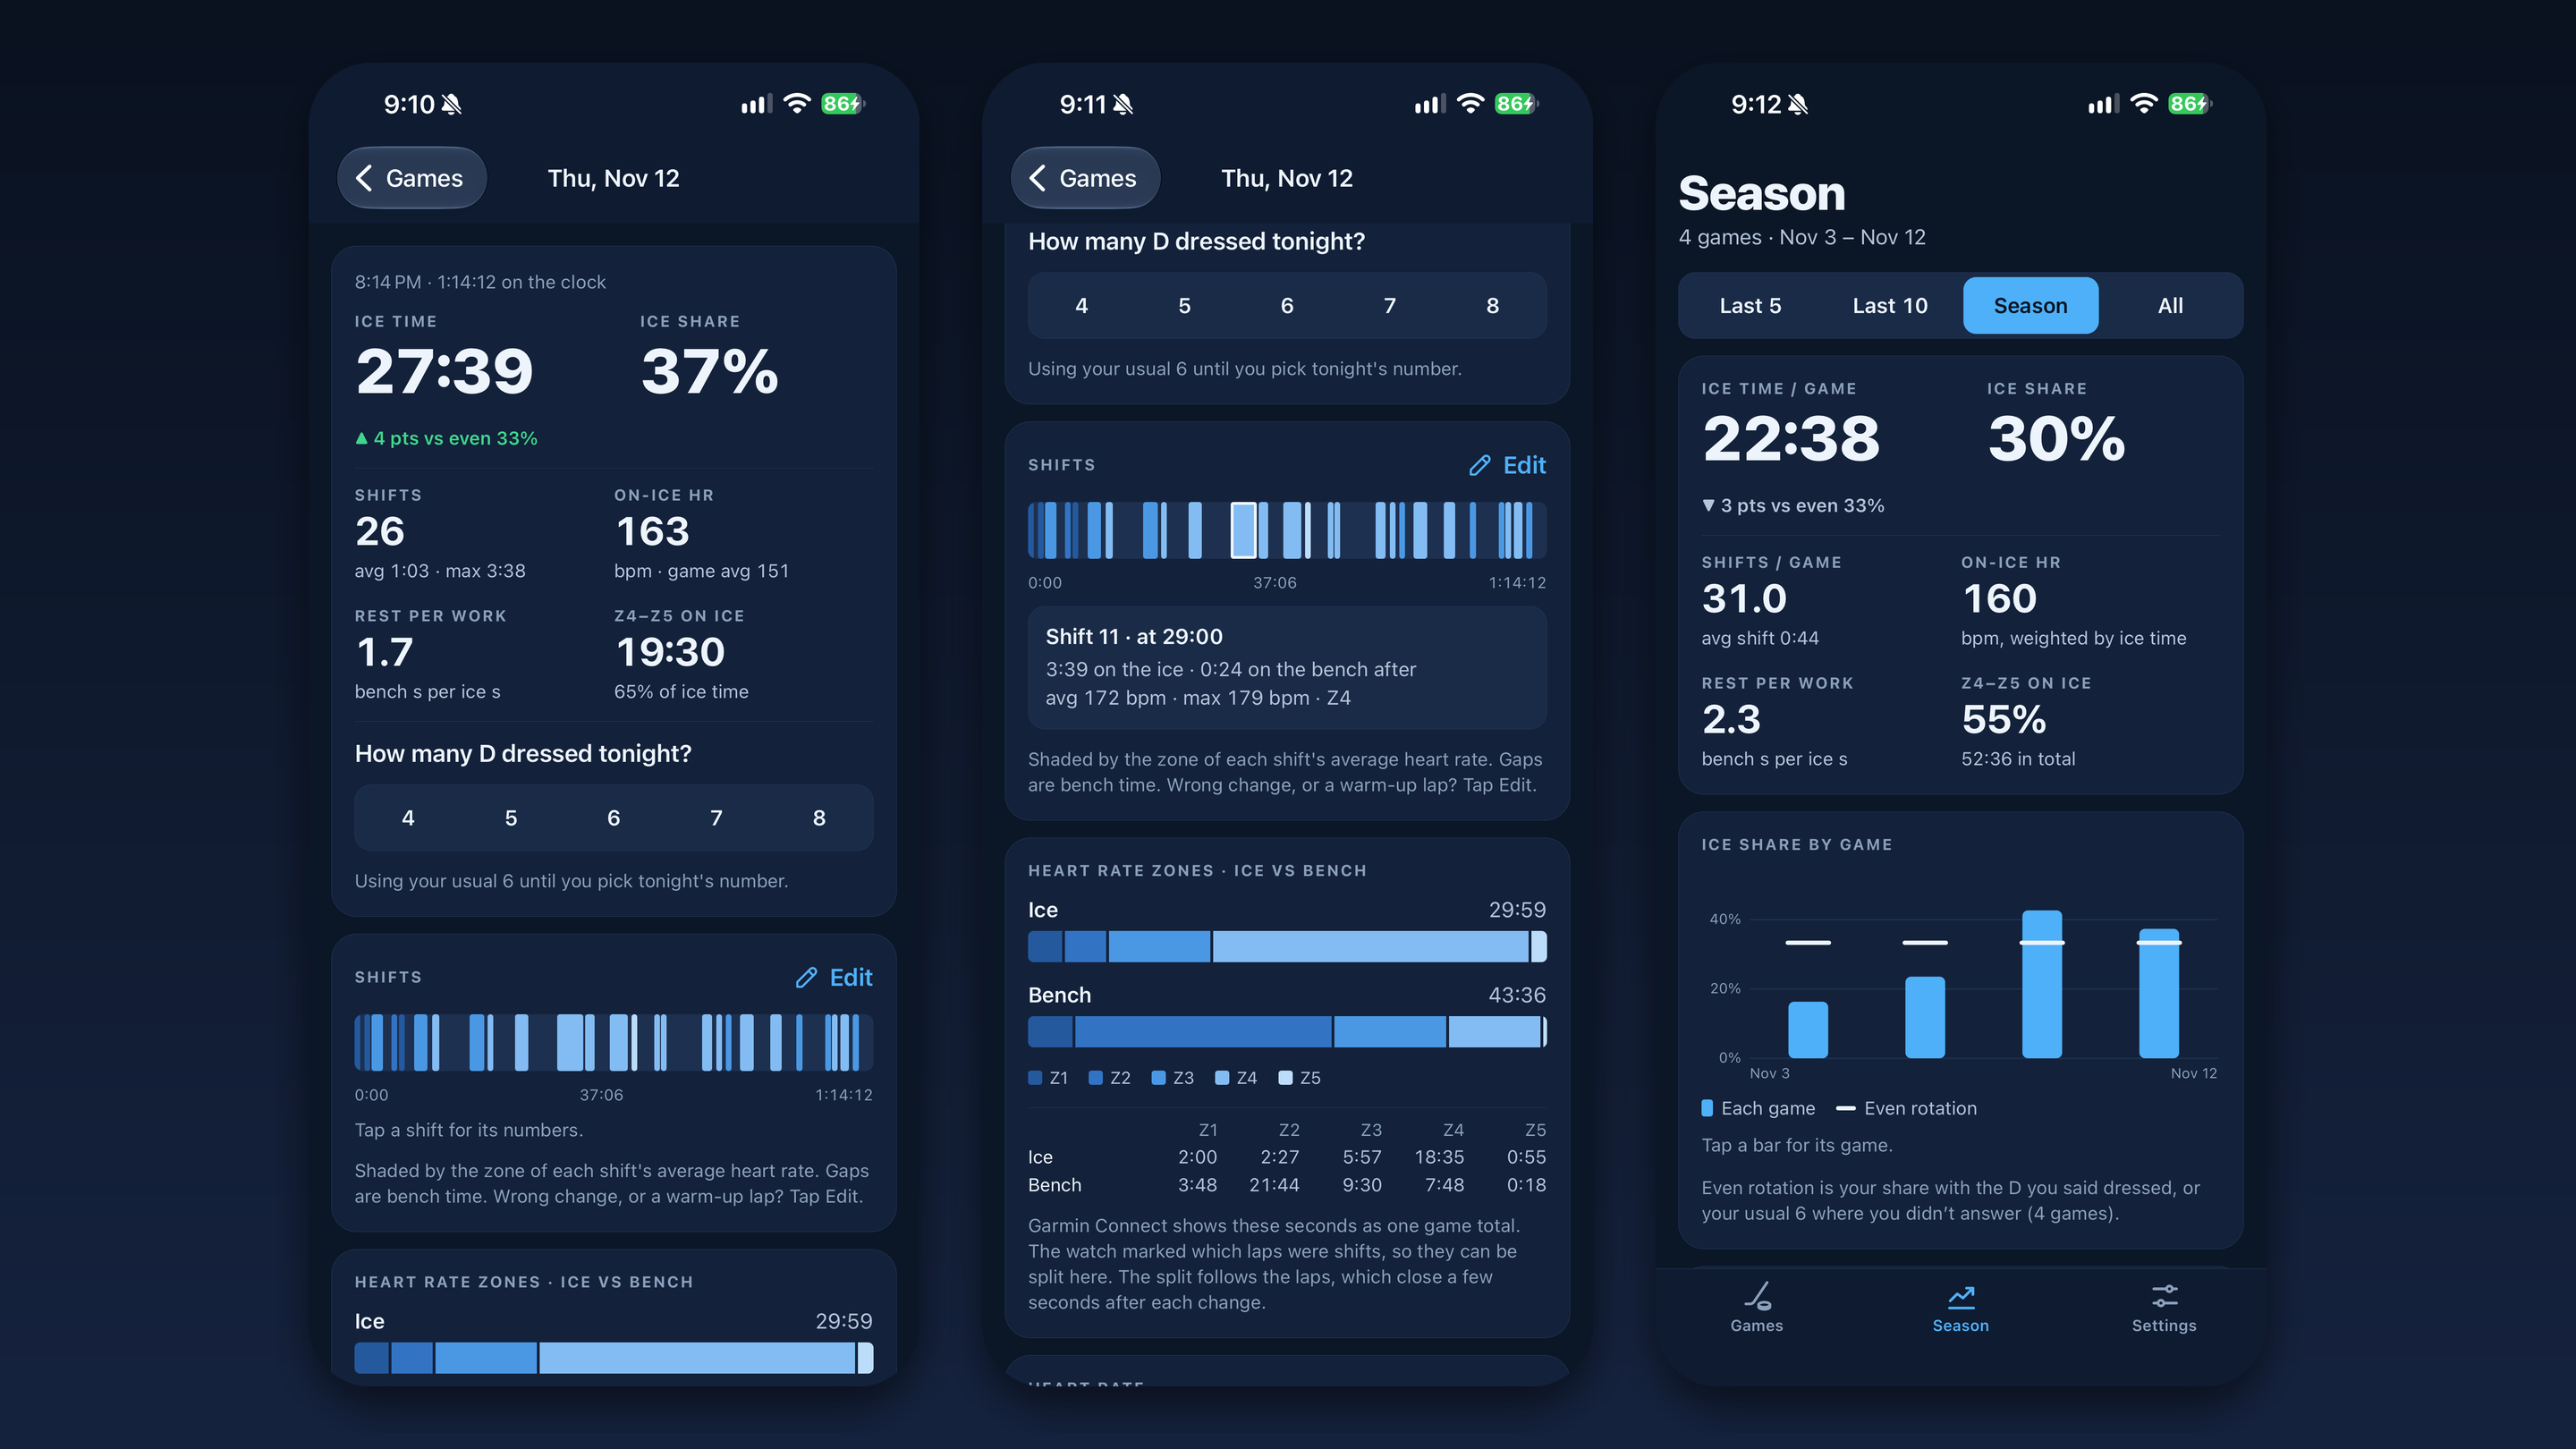 9:10
86
Games
Thu, Nov 12
8:14 PM · 1:14:12 on the clock
ICE TIME
ICE SHARE
27:39
37%
▲ 4 pts vs even 33%
SHIFTS
ON-ICE HR
26
163
avg 1:03 · max 3:38
bpm · game avg 151
REST PER WORK
Z4–Z5 ON ICE
1.7
19:30
bench s per ice s
65% of ice time
How many D dressed tonight?
4 5 6 7 8
Using your usual 6 until you pick tonight's number.
SHIFTS
Edit
0:00 37:06 1:14:12
Tap a shift for its numbers.
Shaded by the zone of each shift's average heart rate. Gaps
are bench time. Wrong change, or a warm-up lap? Tap Edit.
HEART RATE ZONES · ICE VS BENCH
Ice 29:59
9:11
86
Games
Thu, Nov 12
How many D dressed tonight?
4 5 6 7 8
Using your usual 6 until you pick tonight's number.
SHIFTS
Edit
0:00 37:06 1:14:12
Shift 11 · at 29:00
3:39 on the ice · 0:24 on the bench after
avg 172 bpm · max 179 bpm · Z4
Shaded by the zone of each shift's average heart rate. Gaps
are bench time. Wrong change, or a warm-up lap? Tap Edit.
HEART RATE ZONES · ICE VS BENCH
Ice 29:59
Bench 43:36
Z1 Z2 Z3 Z4 Z5
Z1 Z2 Z3 Z4 Z5
Ice 2:00 2:27 5:57 18:35 0:55
Bench 3:48 21:44 9:30 7:48 0:18
Garmin Connect shows these seconds as one game total.
The watch marked which laps were shifts, so they can be
split here. The split follows the laps, which close a few
seconds after each change.
HEART RATE
9:12
86
Season
4 games · Nov 3 – Nov 12
Last 5 Last 10 Season All
ICE TIME / GAME
ICE SHARE
22:38
30%
▼ 3 pts vs even 33%
SHIFTS / GAME
ON-ICE HR
31.0
160
avg shift 0:44
bpm, weighted by ice time
REST PER WORK
Z4–Z5 ON ICE
2.3
55%
bench s per ice s
52:36 in total
ICE SHARE BY GAME
40%
20%
0%
Nov 3 Nov 12
Each game Even rotation
Tap a bar for its game.
Even rotation is your share with the D you said dressed, or
your usual 6 where you didn’t answer (4 games).
Games Season Settings